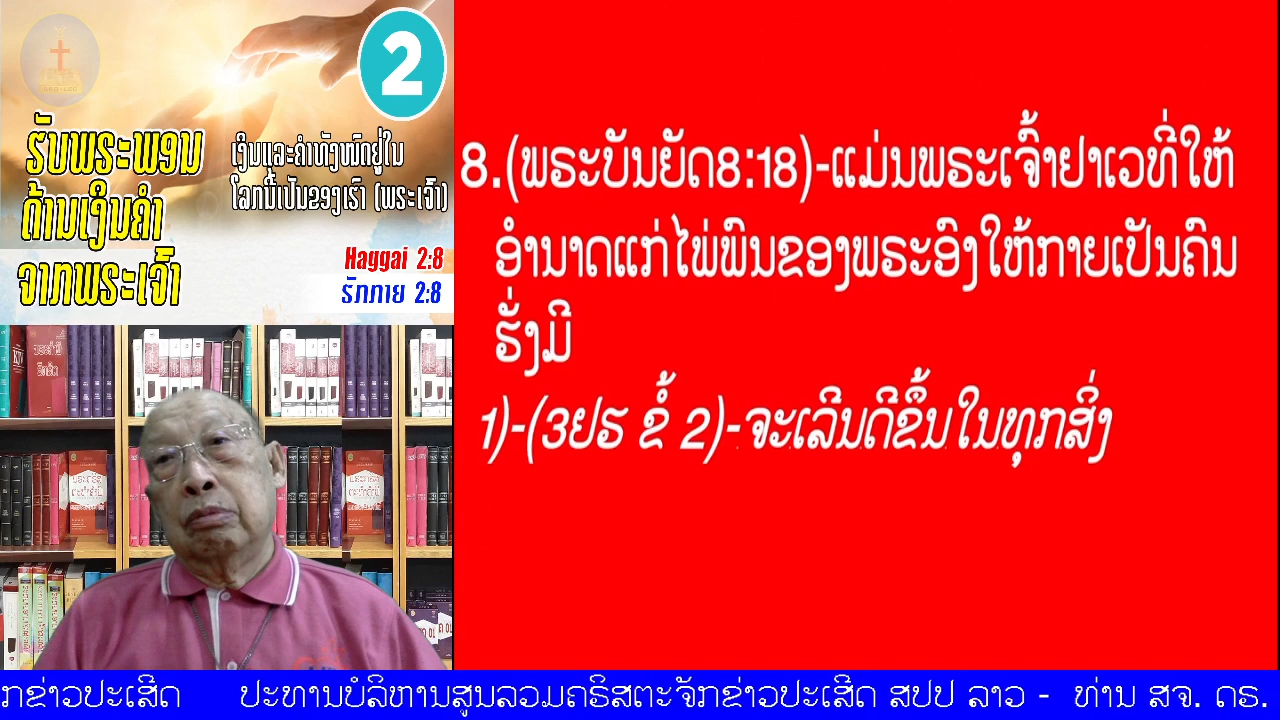 2
ຮັບພຣະພອນ
ດ້ານເງິນຄຳ
ຈາກພຣະເຈົ້າ
ເງິນແລະຄຳທັງໝົດຢູ່ໃນ
ໂລກນີ້ເປັນຂອງເຮົາ (ພຣະເຈົ້າ)
Haggai 2:8
ຮັກກາຍ 2:8
8.(ພຣະບັນຍັດ8:18)-ແມ່ນພຣະເຈົ້າຢາເວທີ່ໃຫ້
ອຳນາດແກ່ໄພ່ພົນຂອງພຣະອົງໃຫ້ກາຍເປັນຄົນ
ຮັ່ງມີ
1)-(3ຢຮ ຂໍ້ 2)-ຈະເລີນດີຂຶ້ນໃນທຸກສິ່ງ
ກຂ່າວປະເສີດ ປະທານບໍລິຫານສູນລວມຄຣິສຕະຈັກຂ່າວປະເສີດ ສປປ ລາວ - ທ່ານ ສຈ. ດຣ.